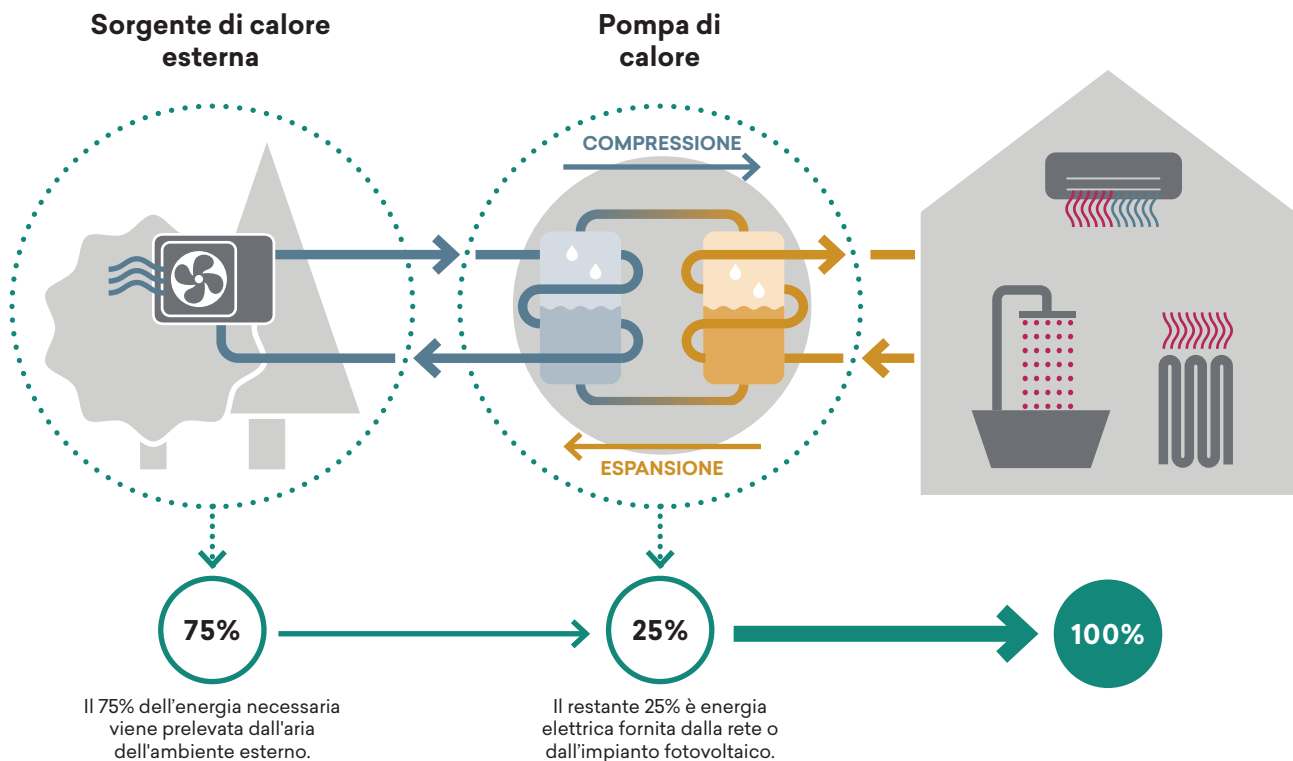 Sorgente di calore
esterna
Pompa di
calore
COMPRESSIONE
ESPANSIONE
75%
25%
100%
Il 75% dell'energia necessaria
viene prelevata dall'aria
dell'ambiente esterno.
Il restante 25% è energia
elettrica fornita dalla rete o
dall'impianto fotovoltaico.